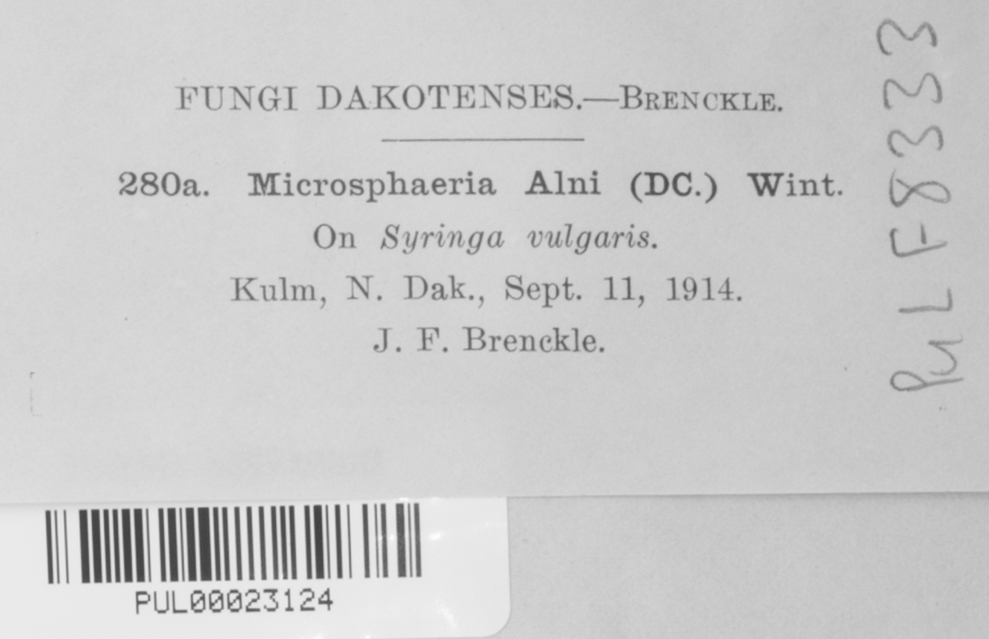 FUNGI DAKOTENSES.—BRENCKLE.
280a. Microsphaeria Alni (DC.) Wint.
On Syringa vulgaris.
Kulm, N. Dak., Sept. 11, 1914.
J. F. Brenckle.
PUL F8333
PUL00023124